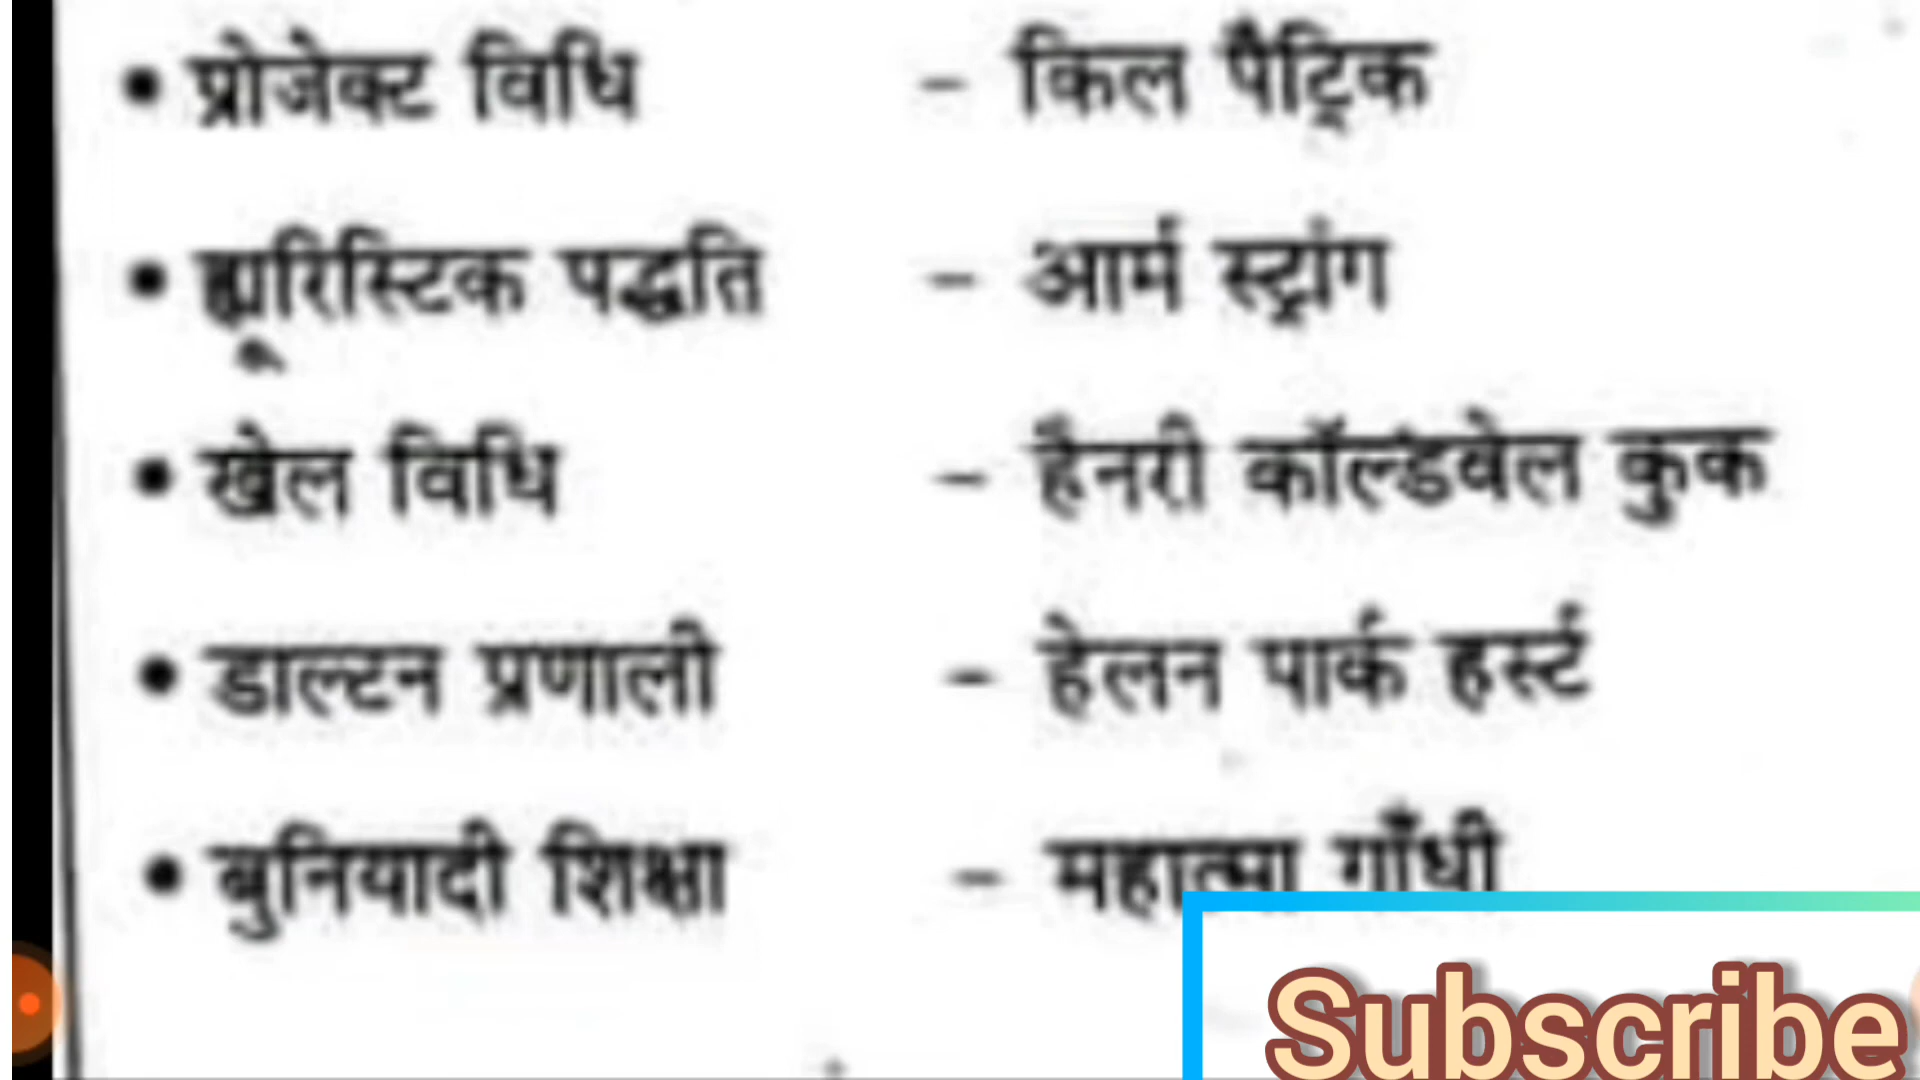 • प्रोजेक्ट विधि – किल पैट्रिक
• ह्यूरिस्टिक पद्धति – आर्म स्ट्रांग
• खेल विधि – हैनरी कॉल्डवेल कुक
• डाल्टन प्रणाली – हेलन पार्क हर्स्ट
• बुनियादी शिक्षा – महात्मा गाँधी
Subscribe